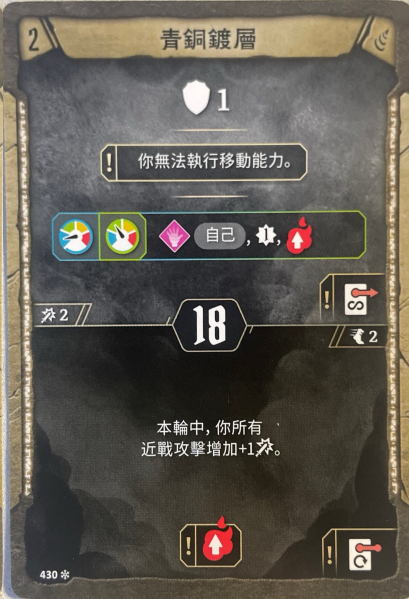 2
青銅鍍層
1
! 你無法執行移動能力。
自己, 1,
!
2
18
2
本輪中, 你所有
近戰攻擊增加+1。
!
!
430